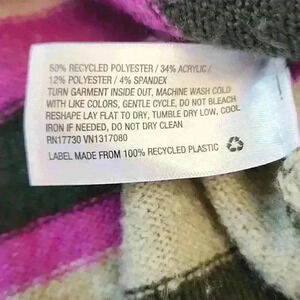 50% RECYCLED POLYESTER / 34% ACRYLIC /
12% POLYESTER / 4% SPANDEX
TURN GARMENT INSIDE OUT, MACHINE WASH COLD
WITH LIKE COLORS, GENTLE CYCLE, DO NOT BLEACH
RESHAPE LAY FLAT TO DRY, TUMBLE DRY LOW, COOL
IRON IF NEEDED, DO NOT DRY CLEAN
RN17730 VN1317080
LABEL MADE FROM 100% RECYCLED PLASTIC